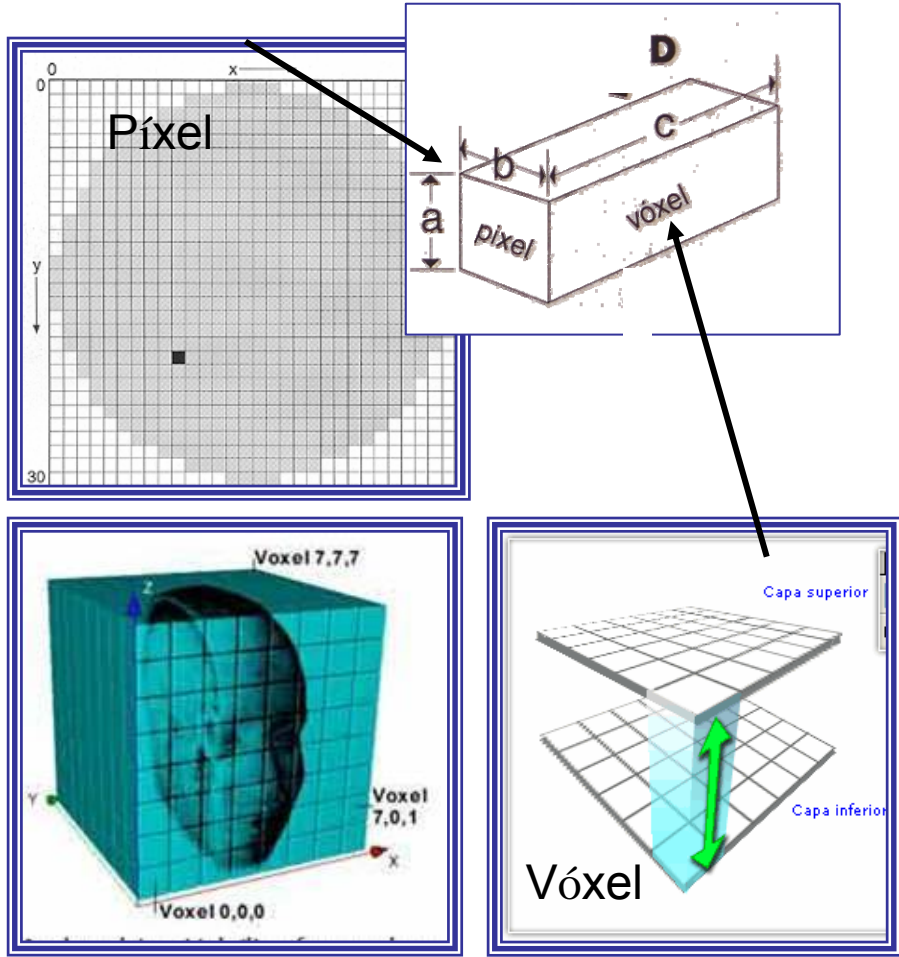 0
x
0
Píxel
y
30
D
c
b
a
pixel
vóxel
Voxel 7,7,7
Z
Y
Voxel
7,0,1
X
Voxel 0,0,0
Capa superior
Capa inferior
Vóxel